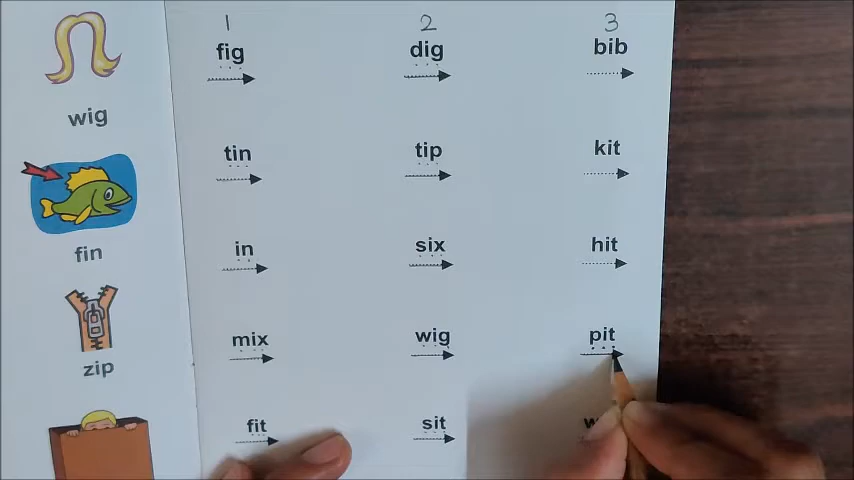 1 2 3
wig
fin
zip
fig dig bib
tin tip kit
in six hit
mix wig pit
fit sit